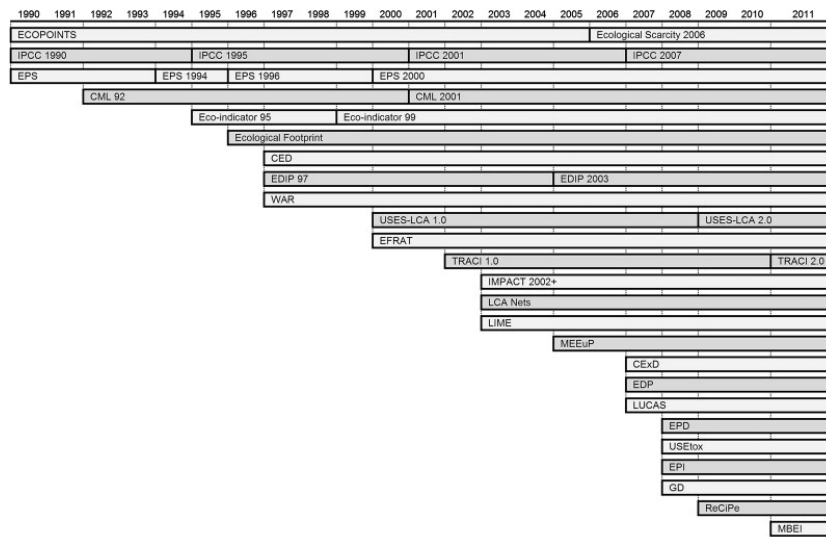 1990 1991 1992 1993 1994 1995 1996 1997 1998 1999 2000 2001 2002 2003 2004 2005 2006 2007 2008 2009 2010 2011
ECOPOINTS Ecological Scarcity 2006
IPCC 1990 IPCC 1995 IPCC 2001 IPCC 2007
EPS EPS 1994 EPS 1996 EPS 2000
CML 92 CML 2001
Eco-indicator 95 Eco-indicator 99
Ecological Footprint
CED
EDIP 97 EDIP 2003
WAR
USES-LCA 1.0 USES-LCA 2.0
EFRAT
TRACI 1.0 TRACI 2.0
IMPACT 2002+
LCA Nets
LIME
MEEuP
CExD
EDP
LUCAS
EPD
USEtox
EPI
GD
ReCiPe
MBEI